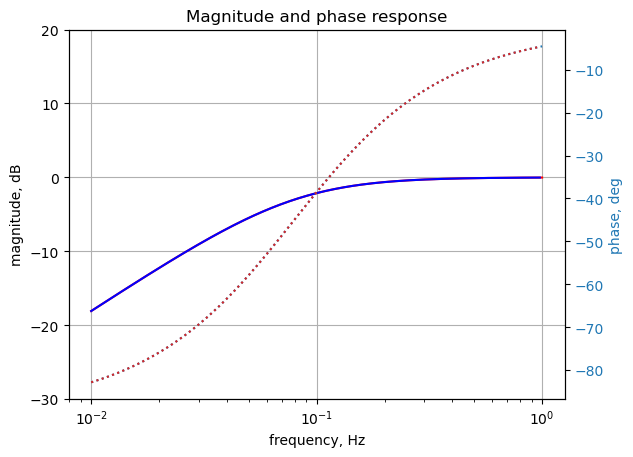 Magnitude and phase response
20
10
0
−10
−20
−30
magnitude, dB
−10
−20
−30
−40
−50
−60
−70
−80
phase, deg
10⁻² 10⁻¹ 10⁰
frequency, Hz